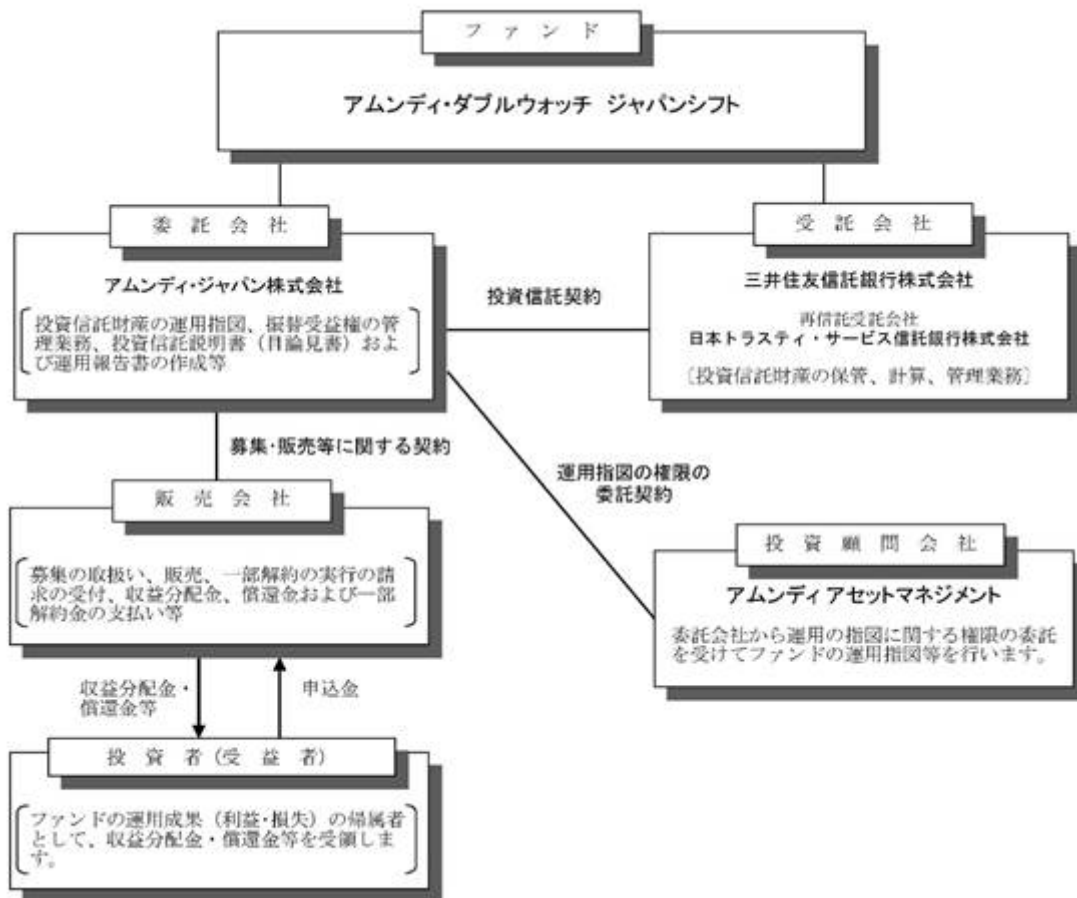 ファンド
アムンディ・ダブルウォッチ ジャパンシフト
委託会社
アムンディ・ジャパン株式会社
投資信託財産の運用指図、振替受益権の管
理業務、投資信託説明書（目論見書）およ
び運用報告書の作成等
投資信託契約
受託会社
三井住友信託銀行株式会社
再信託受託会社
日本トラスティ・サービス信託銀行株式会社
〔投資信託財産の保管、計算、管理業務〕
募集・販売等に関する契約
運用指図の権限の
委託契約
販売会社
募集の取扱い、販売、一部解約の実行の請
求の受付、収益分配金、償還金および一部
解約金の支払い等
投資顧問会社
アムンディ アセットマネジメント
委託会社から運用の指図に関する権限の委託
を受けてファンドの運用指図等を行います。
収益分配金・
償還金等
申込金
投資者(受益者)
ファンドの運用成果（利益・損失）の帰属者
として、収益分配金・償還金等を受領しま
す。